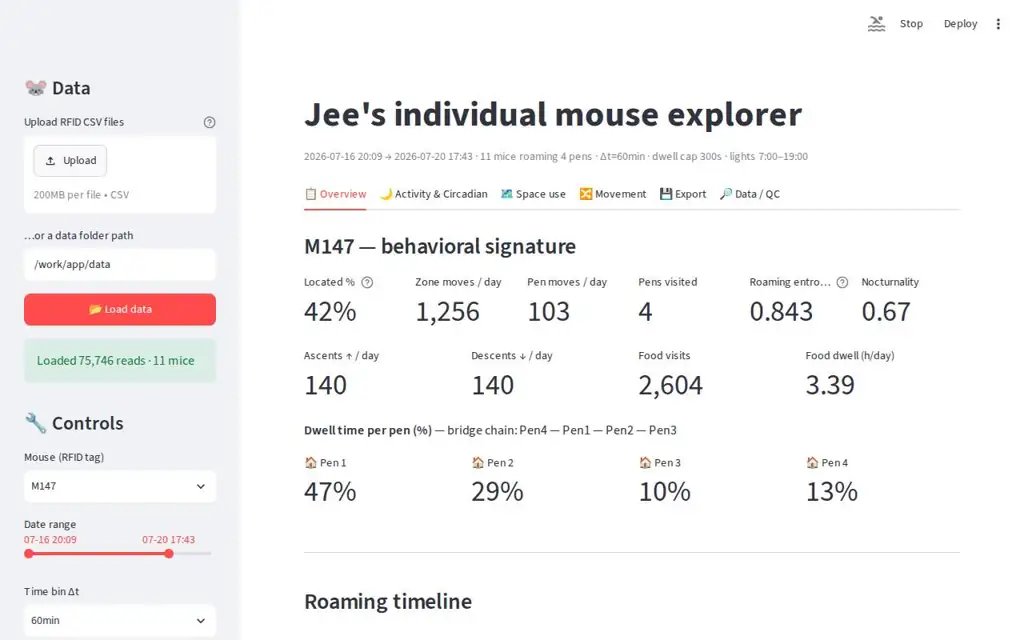 Stop
Deploy
Data
Upload RFID CSV files
Upload
200MB per file • CSV
...or a data folder path
/work/app/data
Load data
Loaded 75,746 reads · 11 mice
Controls
Mouse (RFID tag)
M147
Date range
07-16 20:09 07-20 17:43
Time bin Δt
60min
Jee's individual mouse explorer
2026-07-16 20:09 → 2026-07-20 17:43 · 11 mice roaming 4 pens · Δt=60min · dwell cap 300s · lights 7:00–19:00
Overview Activity & Circadian Space use Movement Export Data / QC
M147 — behavioral signature
Located % Zone moves / day Pen moves / day Pens visited Roaming entro... Nocturnality
42% 1,256 103 4 0.843 0.67
Ascents ↑ / day Descents ↓ / day Food visits Food dwell (h/day)
140 140 2,604 3.39
Dwell time per pen (%) — bridge chain: Pen4 — Pen1 — Pen2 — Pen3
Pen 1 Pen 2 Pen 3 Pen 4
47% 29% 10% 13%
Roaming timeline